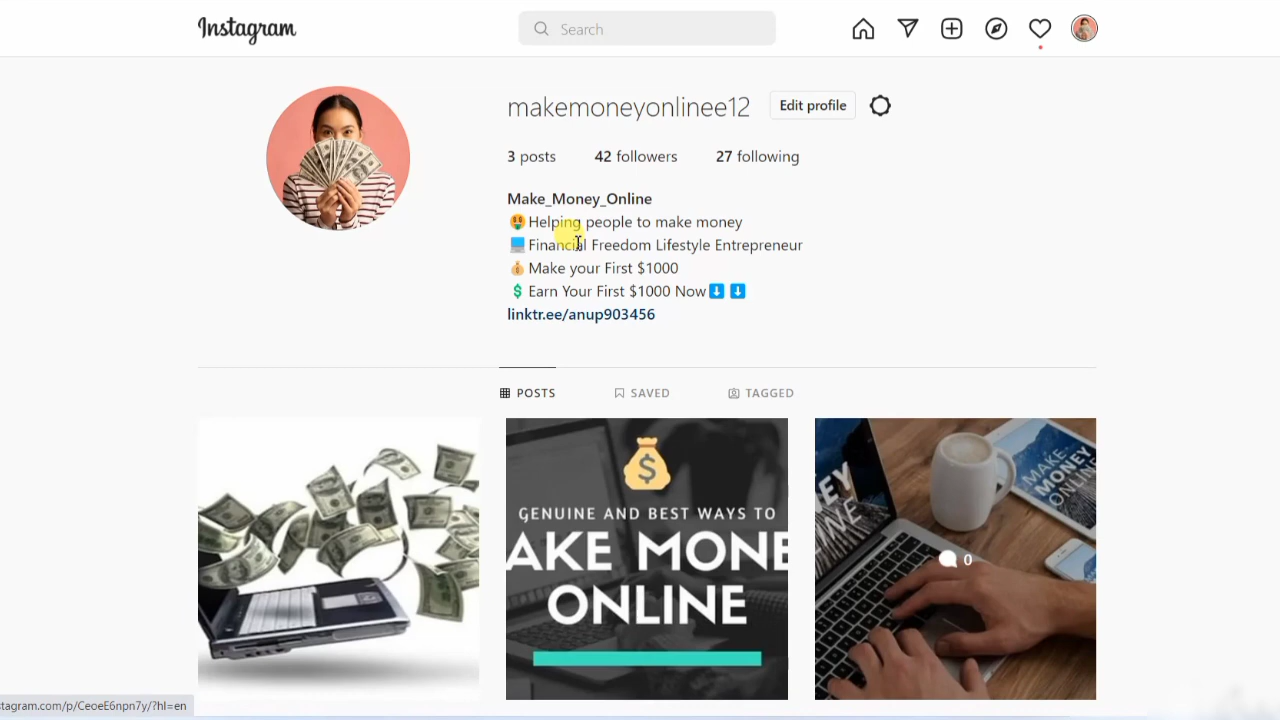 Instagram
Search
makemoneyonlinee12
Edit profile
3 posts
42 followers
27 following
Make_Money_Online
🤑Helping people to make money
💻Financial Freedom Lifestyle Entrepreneur
💰Make your First $1000
💲Earn Your First $1000 Now⬇️⬇️
linktr.ee/anup903456
POSTS
SAVED
TAGGED
GENUINE AND BEST WAYS TO
AKE MONE
ONLINE
MAKE
MONEY
ONLINE
0
stagram.com/p/CeoeE6npn7y/?hl=en